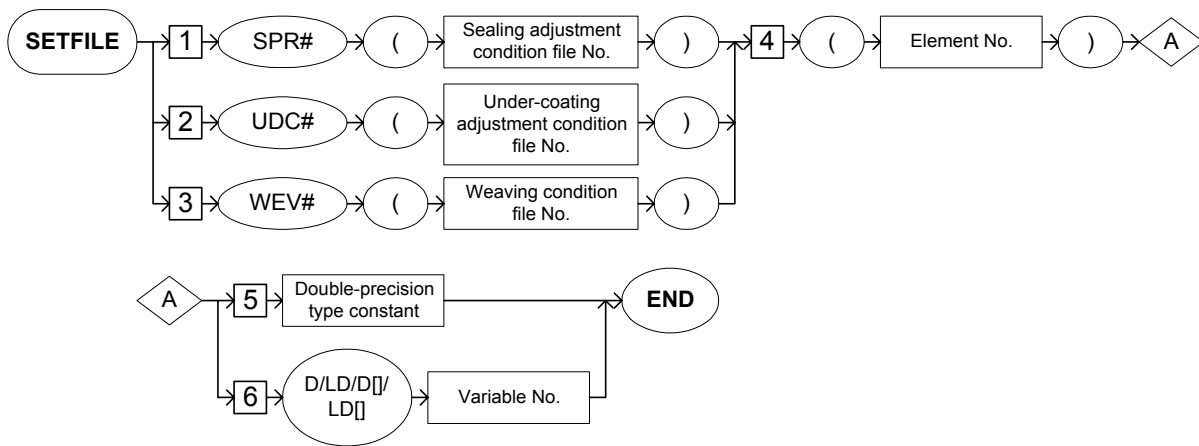 SETFILE
1
SPR#
(
Sealing adjustment
condition file No.
)
4
(
Element No.
)
A
2
UDC#
(
Under-coating
adjustment condition
file No.
)
3
WEV#
(
Weaving condition
file No.
)
A
5
Double-precision
type constant
END
6
D/LD/D[]/
LD[]
Variable No.